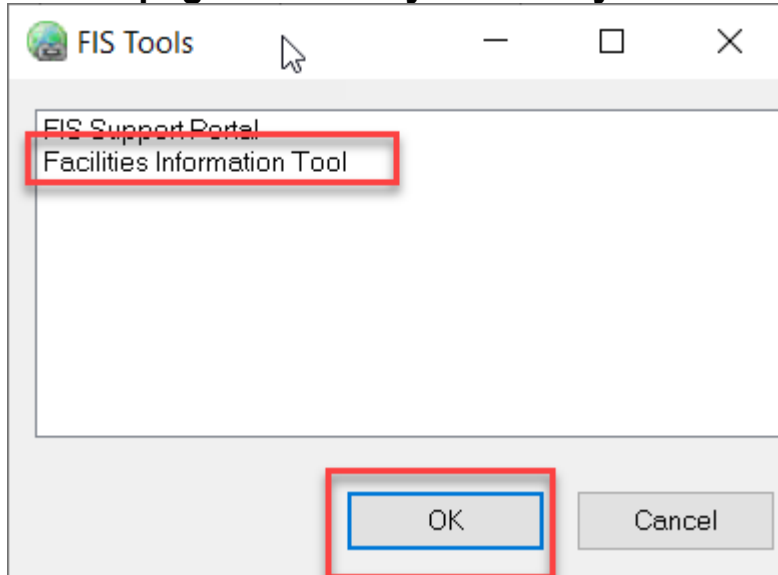 FIS Tools
FIS Support Portal
Facilities Information Tool
OK
Cancel